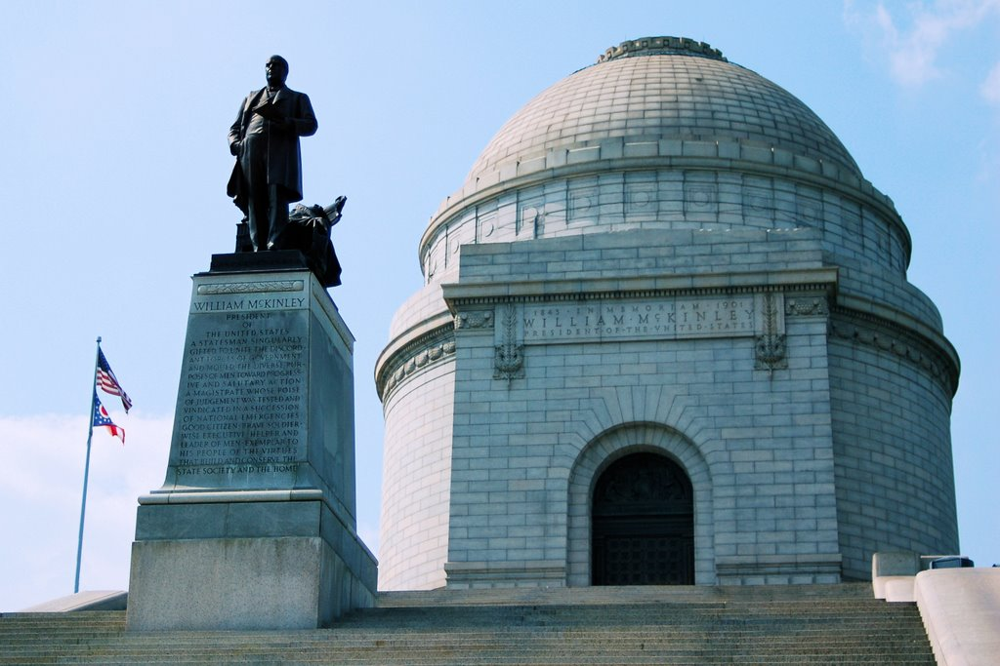 WILLIAM McKINLEY
PRESIDENT
OF
THE UNITED STATES
A STATESMAN SINGULARLY
GIFTED TO UNITE THE DISCORD-
ANT FORCES OF GOVERNMENT
AND MOULD THE DIVERSE PUR-
POSES OF MEN TOWARD PROGRESS-
IVE AND SALUTARY ACTION
A MAGISTRATE WHOSE POISE
OF JUDGEMENT WAS TESTED AND
VINDICATED IN A SUCCESSION
OF NATIONAL EMERGENCIES
GOOD CITIZEN · BRAVE SOLDIER
WISE EXECUTIVE · HELPER AND
LEADER OF MEN · EXEMPLAR TO
HIS PEOPLE OF THE VIRTUES
THAT BUILD AND CONSERVE THE
STATE SOCIETY AND THE HOME
1843 · IN MEMORIAM · 1901
WILLIAM · McKINLEY
PRESIDENT · OF · THE · VNITED · STATES